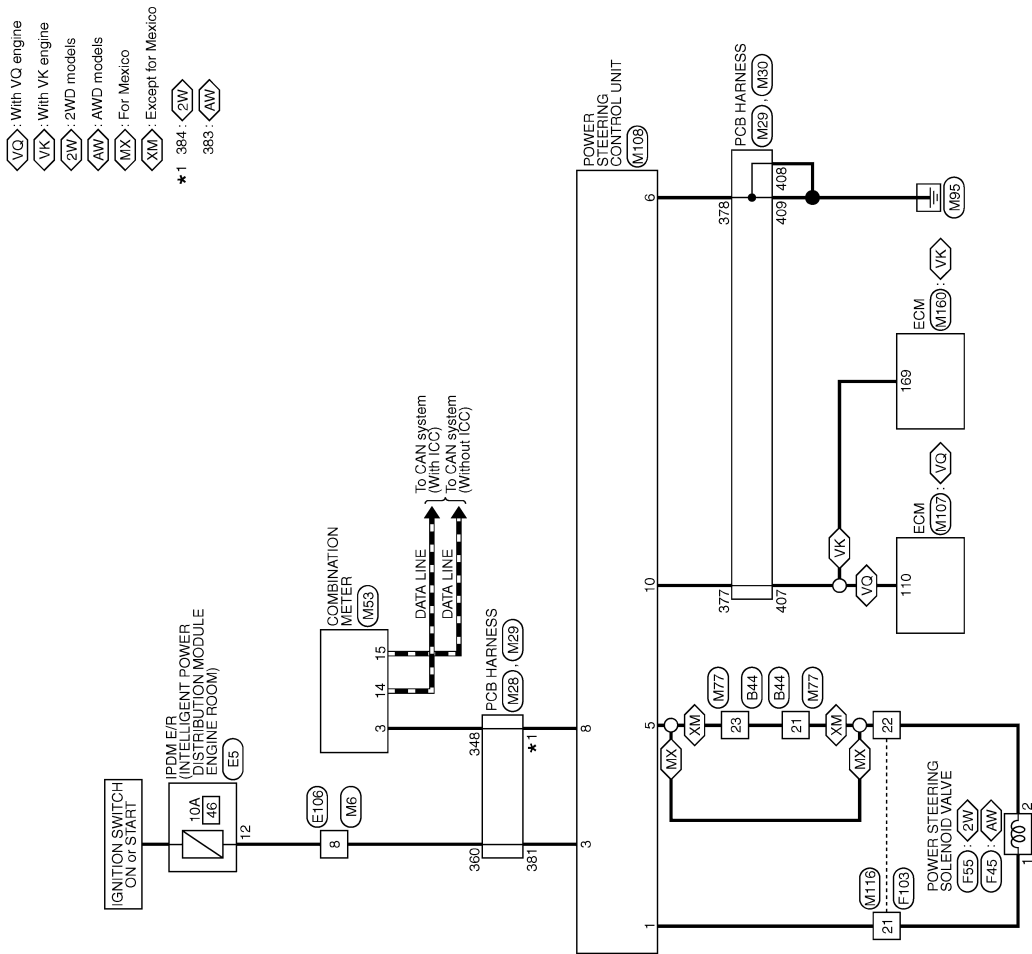 VQ : With VQ engine
VK : With VK engine
2W : 2WD models
AW : AWD models
MX : For Mexico
XM : Except for Mexico
*1 384 : 2W
383 : AW
IGNITION SWITCH
ON or START
IPDM E/R
(INTELLIGENT POWER
DISTRIBUTION MODULE
ENGINE ROOM)
E5
10A
46
12
8
E106
M6
COMBINATION
METER
M53
3
14
15
DATA LINE
DATA LINE
To CAN system
(With ICC)
To CAN system
(Without ICC)
PCB HARNESS
M28 , M29
360
348
381
*1
POWER
STEERING
CONTROL UNIT
M108
3
8
10
6
1
5
PCB HARNESS
M29 , M30
377
378
407
409
408
M95
VK
VQ
ECM
M107 : VQ
110
ECM
M160 : VK
169
MX
XM
23
M77
B44
21
B44
M77
XM
MX
22
21
M116
F103
POWER STEERING
SOLENOID VALVE
F55 : 2W
F45 : AW
1
2